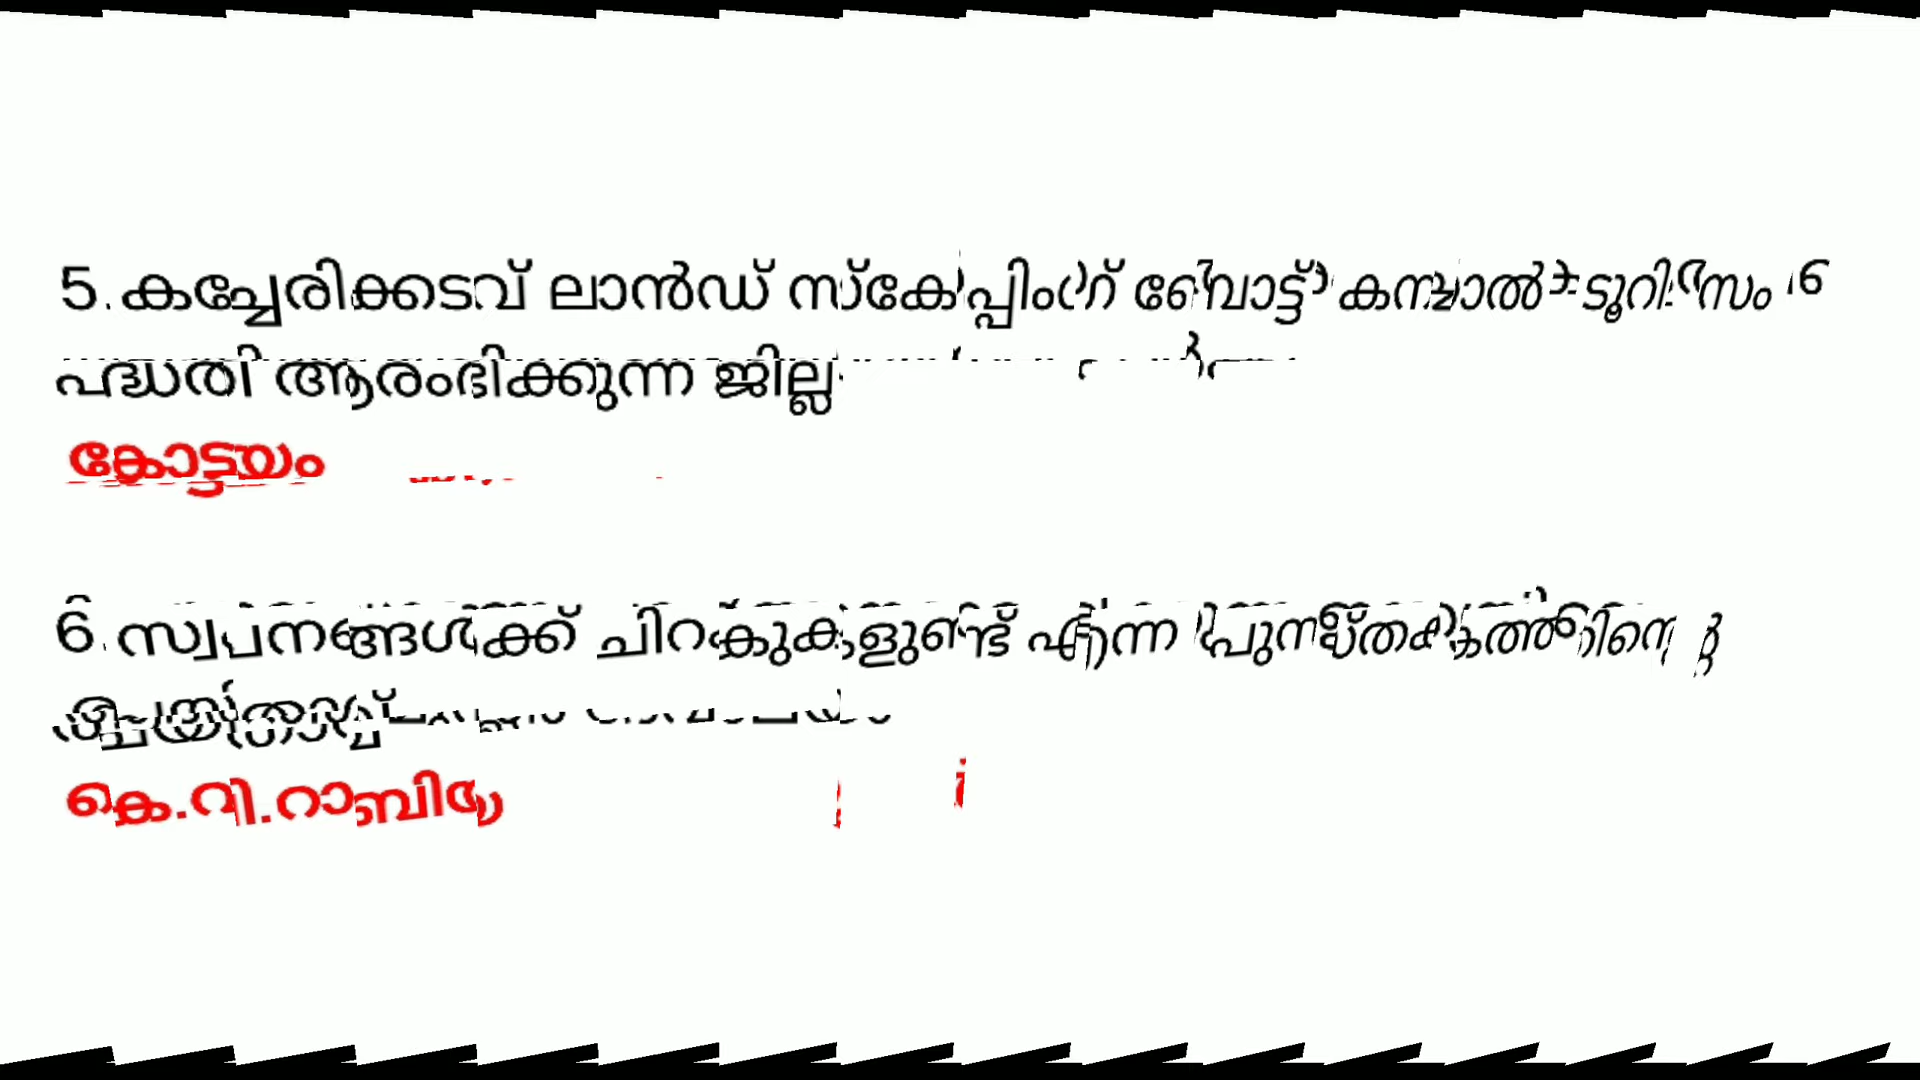 5. കച്ചേരിക്കടവ് ലാൻഡ് സ്കേപ്പിംഗ് ബോട്ട് കനാൽ ടൂറിസം
പദ്ധതി ആരംഭിക്കുന്ന ജില്ല
കോട്ടയം
6. സ്വപ്നങ്ങൾക്ക് ചിറകുകളുണ്ട് എന്ന പുസ്തകത്തിന്റെ
കെ.വി.റാബിയ